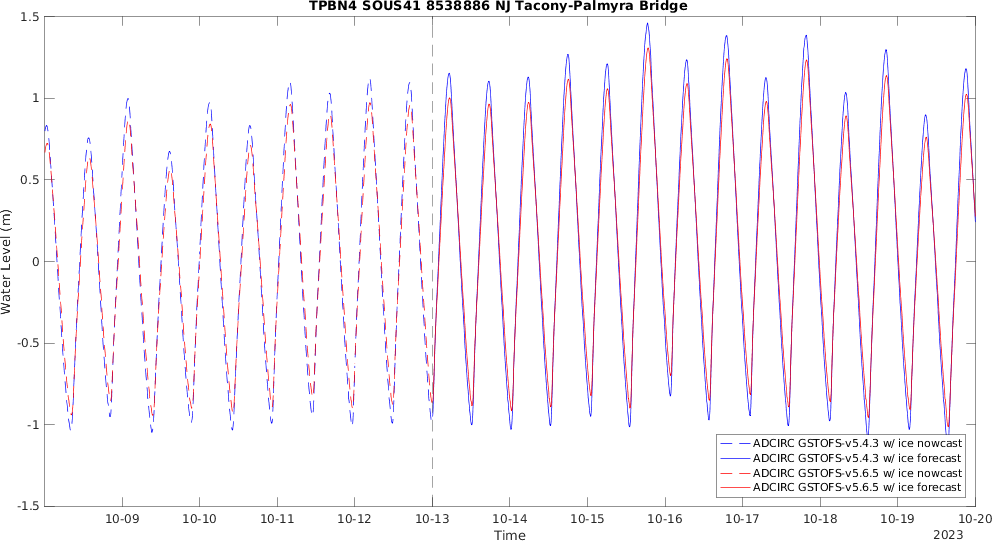 TPBN4 SOUS41 8538886 NJ Tacony-Palmyra Bridge
1.5
1
0.5
0
-0.5
-1
-1.5
Water Level (m)
ADCIRC GSTOFS-v5.4.3 w/ ice nowcast
ADCIRC GSTOFS-v5.4.3 w/ ice forecast
ADCIRC GSTOFS-v5.6.5 w/ ice nowcast
ADCIRC GSTOFS-v5.6.5 w/ ice forecast
10-09 10-10 10-11 10-12 10-13 10-14 10-15 10-16 10-17 10-18 10-19 10-20
Time
2023